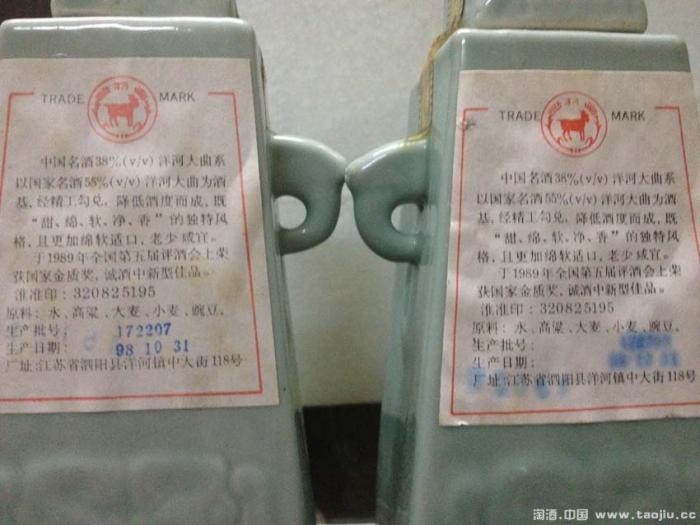 TRADE MARK
中国名酒38%(v/v)洋河大曲系
以国家名酒55%(v/v)洋河大曲为酒
基,经精工勾兑,降低酒度而成,既
"甜、绵、软、净、香"的独特风
格,且更加绵软适口,老少咸宜。
于1989年全国第五届评酒会上荣
获国家金质奖,诚酒中新型佳品。
淮准印:320825195
原料:水、高粱、大麦、小麦、豌豆。
生产批号: 172207
生产日期: 98 10 31
厂址:江苏省泗阳县洋河镇中大街118号
TRADE MARK
中国名酒38%(v/v)洋河大曲系
以国家名酒55%(v/v)洋河大曲为酒
基,经精工勾兑,降低酒度而成,既
"甜、绵、软、净、香"的独特风
格,且更加绵软适口,老少咸宜。
于1989年全国第五届评酒会上荣
获国家金质奖,诚酒中新型佳品。
淮准印:320825195
原料:水、高粱、大麦、小麦、豌豆。
生产批号:
生产日期: 98 10 31
厂址:江苏省泗阳县洋河镇中大街118号
淘酒.中国 www.taojiu.cc